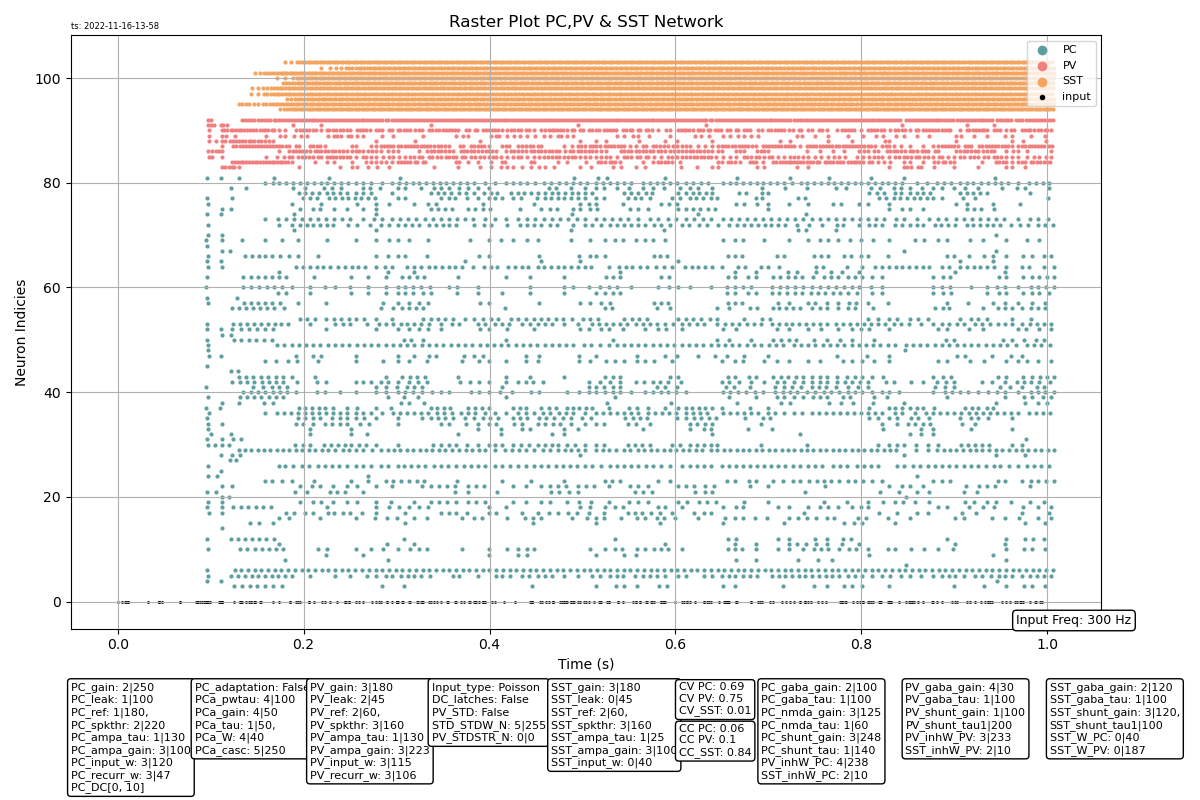 ts: 2022-11-16-13-58
Raster Plot PC,PV & SST Network
PC
PV
SST
input
Neuron Indicies
100
80
60
40
20
0
0.0
0.2
0.4
0.6
0.8
1.0
Time (s)
Input Freq: 300 Hz
PC_gain: 2|250
PC_leak: 1|100
PC_ref: 1|180,
PC_spkthr: 2|220
PC_ampa_tau: 1|130
PC_ampa_gain: 3|100
PC_input_w: 3|120
PC_recurr_w: 3|47
PC_DC[0, 10]
PC_adaptation: False
PCa_pwtau: 4|100
PCa_gain: 4|50
PCa_tau: 1|50,
PCa_W: 4|40
PCa_casc: 5|250
PV_gain: 3|180
PV_leak: 2|45
PV_ref: 2|60,
PV_spkthr: 3|160
PV_ampa_tau: 1|130
PV_ampa_gain: 3|223
PV_input_w: 3|115
PV_recurr_w: 3|106
Input_type: Poisson
DC_latches: False
PV_STD: False
STD_STDW_N: 5|255
PV_STDSTR_N: 0|0
SST_gain: 3|180
SST_leak: 0|45
SST_ref: 2|60,
SST_spkthr: 3|160
SST_ampa_tau: 1|25
SST_ampa_gain: 3|100
SST_input_w: 0|40
CV PC: 0.69
CV PV: 0.75
CV_SST: 0.01
CC PC: 0.06
CC PV: 0.1
CC_SST: 0.84
PC_gaba_gain: 2|100
PC_gaba_tau: 1|100
PC_nmda_gain: 3|125
PC_nmda_tau: 1|60
PC_shunt_gain: 3|248
PC_shunt_tau: 1|140
PV_inhW_PC: 4|238
SST_inhW_PC: 2|10
PV_gaba_gain: 4|30
PV_gaba_tau: 1|100
PV_shunt_gain: 1|100
PV_shunt_tau1|200
PV_inhW_PV: 3|233
SST_inhW_PV: 2|10
SST_gaba_gain: 2|120
SST_gaba_tau: 1|100
SST_shunt_gain: 3|120,
SST_shunt_tau1|100
SST_W_PC: 0|40
SST_W_PV: 0|187